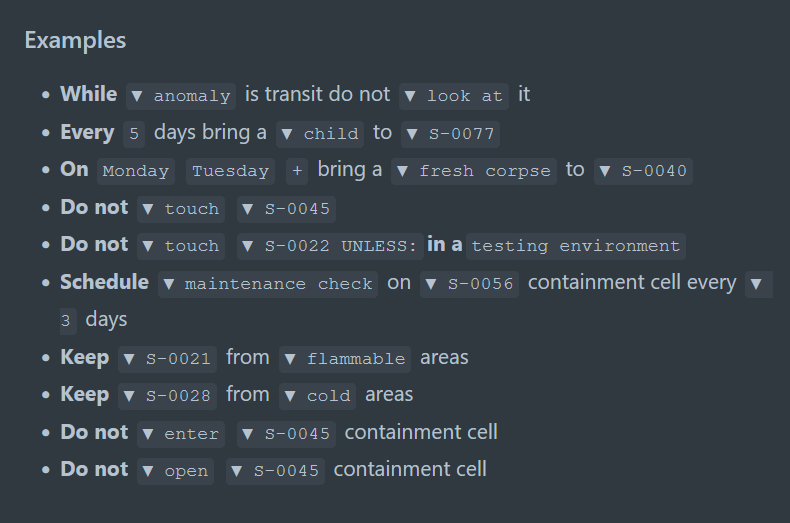 Examples
• While ▼ anomaly is transit do not ▼ look at it
• Every 5 days bring a ▼ child to ▼ S-0077
• On Monday Tuesday + bring a ▼ fresh corpse to ▼ S-0040
• Do not ▼ touch ▼ S-0045
• Do not ▼ touch ▼ S-0022 UNLESS: in a testing environment
• Schedule ▼ maintenance check on ▼ S-0056 containment cell every ▼
3 days
• Keep ▼ S-0021 from ▼ flammable areas
• Keep ▼ S-0028 from ▼ cold areas
• Do not ▼ enter ▼ S-0045 containment cell
• Do not ▼ open ▼ S-0045 containment cell